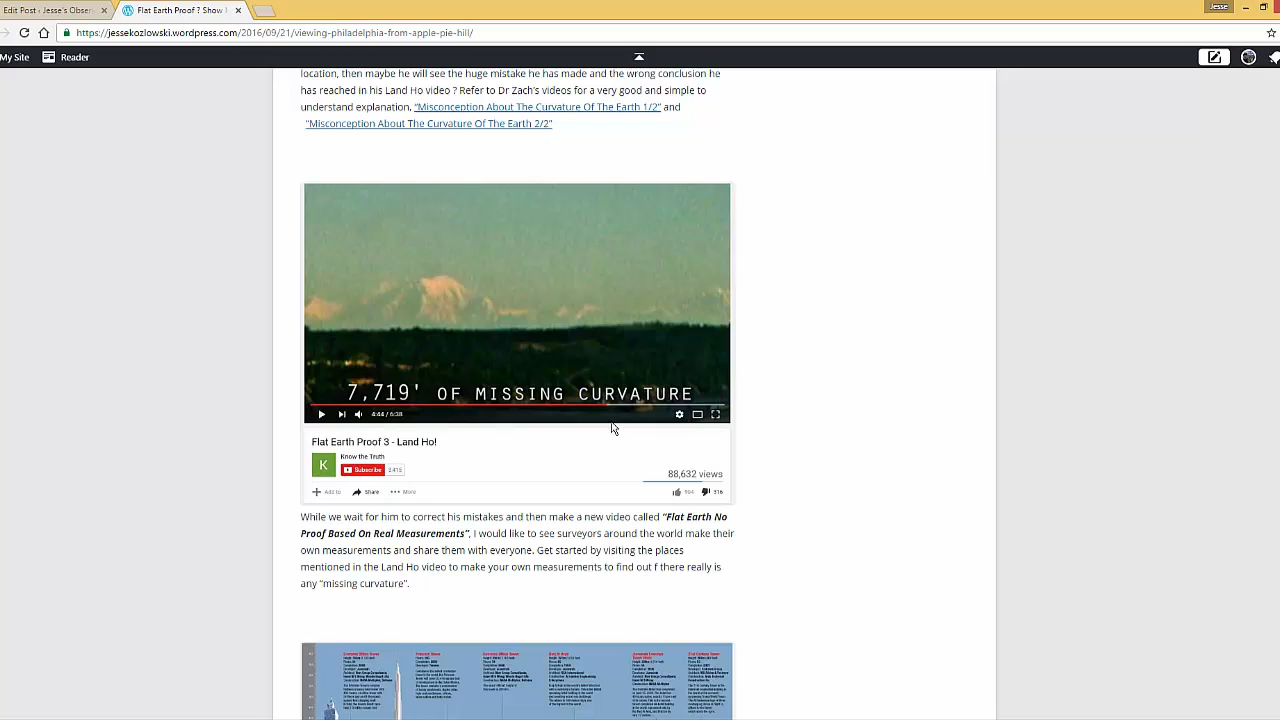 Edit Post ‹ Jesse's Obser
Flat Earth Proof ? Show
Jesse
https://jessekozlowski.wordpress.com/2016/09/21/viewing-philadelphia-from-apple-pie-hill/
My Site
Reader
location, then maybe he will see the huge mistake he has made and the wrong conclusion he
has reached in his Land Ho video ? Refer to Dr Zach's videos for a very good and simple to
understand explanation, "Misconception About The Curvature Of The Earth 1/2" and
"Misconception About The Curvature Of The Earth 2/2"
7,719' OF MISSING CURVATURE
4:44 / 6:38
Flat Earth Proof 3 - Land Ho!
K
Know the Truth
Subscribe
88,632 views
Add to
Share
More
904
316
While we wait for him to correct his mistakes and then make a new video called "Flat Earth No
Proof Based On Real Measurements", I would like to see surveyors around the world make their
own measurements and share them with everyone. Get started by visiting the places
mentioned in the Land Ho video to make your own measurements to find out f there really is
any "missing curvature".